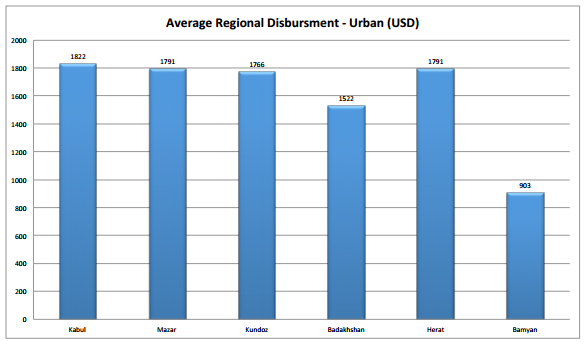 Average Regional Disbursment - Urban (USD)
2000
1800
1600
1400
1200
1000
800
600
400
200
0
1822
1791
1766
1522
1791
903
Kabul
Mazar
Kundoz
Badakhshan
Herat
Bamyan